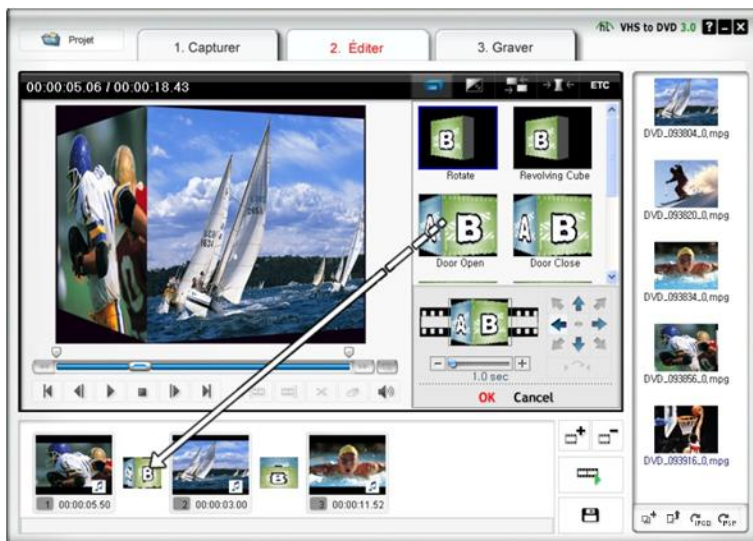 hi VHS to DVD 3.0 ? – X
Projet
1. Capturer
2. Éditer
3. Graver
00:00:05.06 / 00:00:18.43
ETC
B
Rotate
B
Revolving Cube
A B
Door Open
A B
Door Close
A B
1.0 sec
OK Cancel
1 00:00:05.50
B
2 00:00:03.00
B
3 00:00:11.52
DVD_093804_0,mpg
DVD_093820_0,mpg
DVD_093834_0,mpg
DVD_093856_0,mpg
DVD_093916_0,mpg
IPOD
PSP